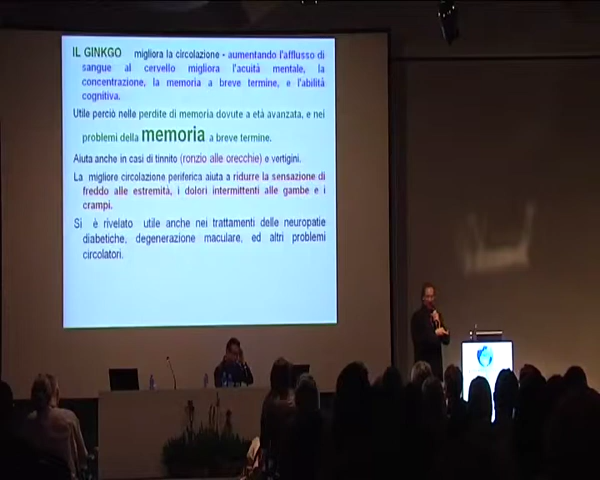 IL GINKGO migliora la circolazione - aumentando l'afflusso di
sangue al cervello migliora l'acuità mentale, la
concentrazione, la memoria a breve termine, e l'abilità
cognitiva.
Utile perciò nelle perdite di memoria dovute a età avanzata, e nei
problemi della memoria a breve termine.
Aiuta anche in casi di tinnito (ronzio alle orecchie) e vertigini.
La migliore circolazione periferica aiuta a ridurre la sensazione di
freddo alle estremità, i dolori intermittenti alle gambe e i
crampi.
Si è rivelato utile anche nei trattamenti delle neuropatie
diabetiche, degenerazione maculare, ed altri problemi
circolatori.